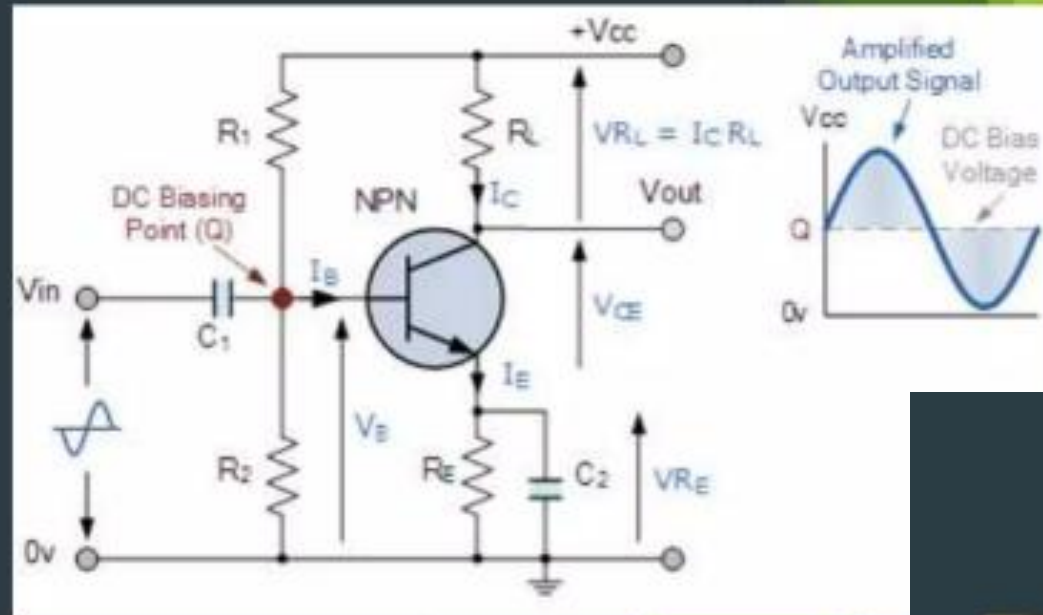 +Vcc
R1
RL
VRL = IC RL
DC Biasing
Point (Q)
NPN
IC
Vout
Vin
C1
IB
VCE
IE
VB
R2
RE
C2
VRE
0v
Amplified
Output Signal
Vcc
DC Bias
Voltage
Q
0v